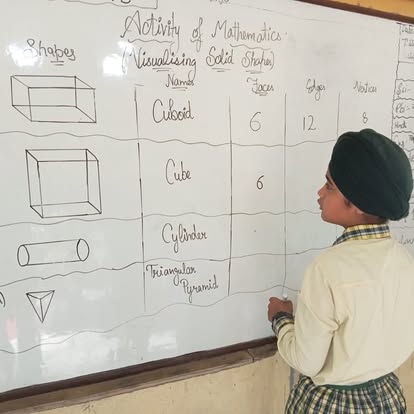 Activity of Mathematics
(Visualising Solid Shapes)
Shapes Names Faces Edges Vertices
Cuboid 6 12 8
Cube 6
Cylinder
Triangular
Pyramid